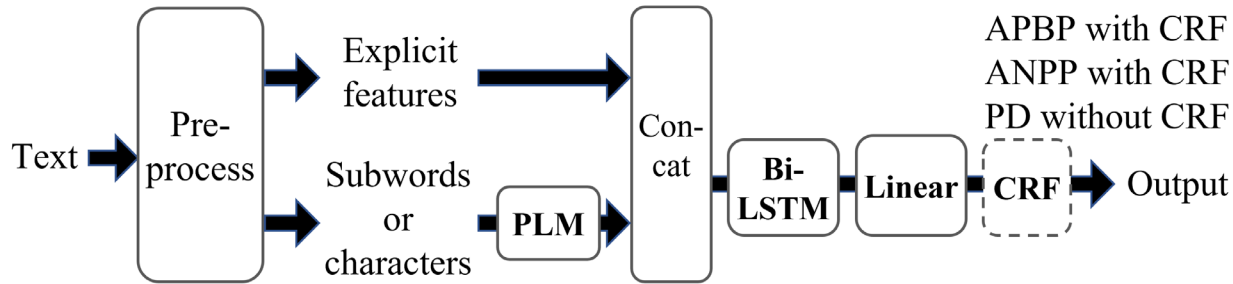 Text
Pre-
process
Explicit
features
Subwords
or
characters
PLM
Con-
cat
Bi-
LSTM
Linear
APBP with CRF
ANPP with CRF
PD without CRF
CRF
Output